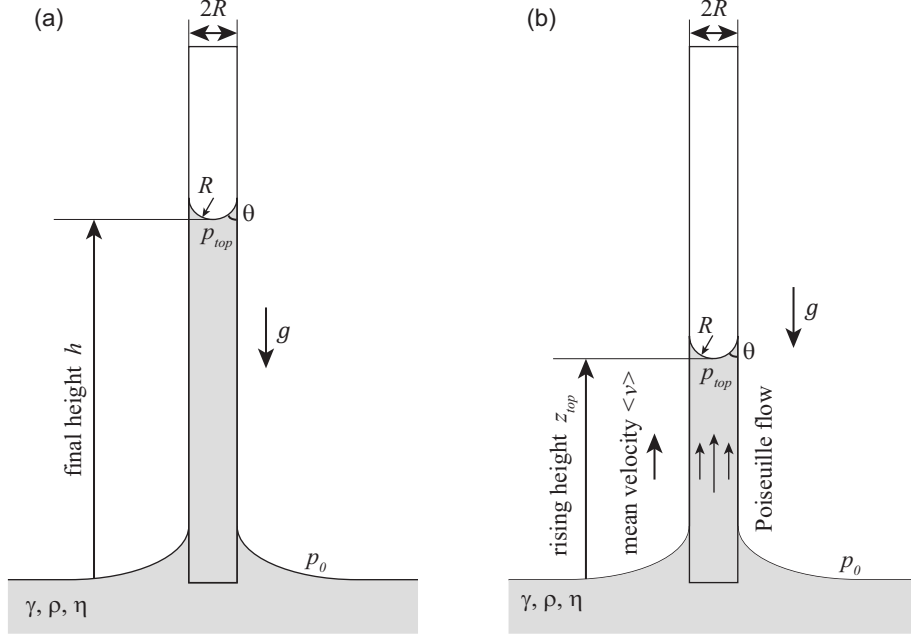 (a)
2R
R
θ
p_top
g
final height h
p_0
γ, ρ, η
(b)
2R
g
R
θ
p_top
rising height z_top
mean velocity <v>
Poiseuille flow
p_0
γ, ρ, η